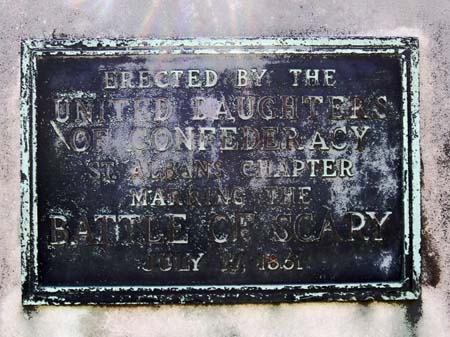 ERECTED BY THE
UNITED DAUGHTERS
OF CONFEDERACY
ST. ALBANS CHAPTER
MARKING THE
BATTLE OF SCARY
JULY 17, 1861